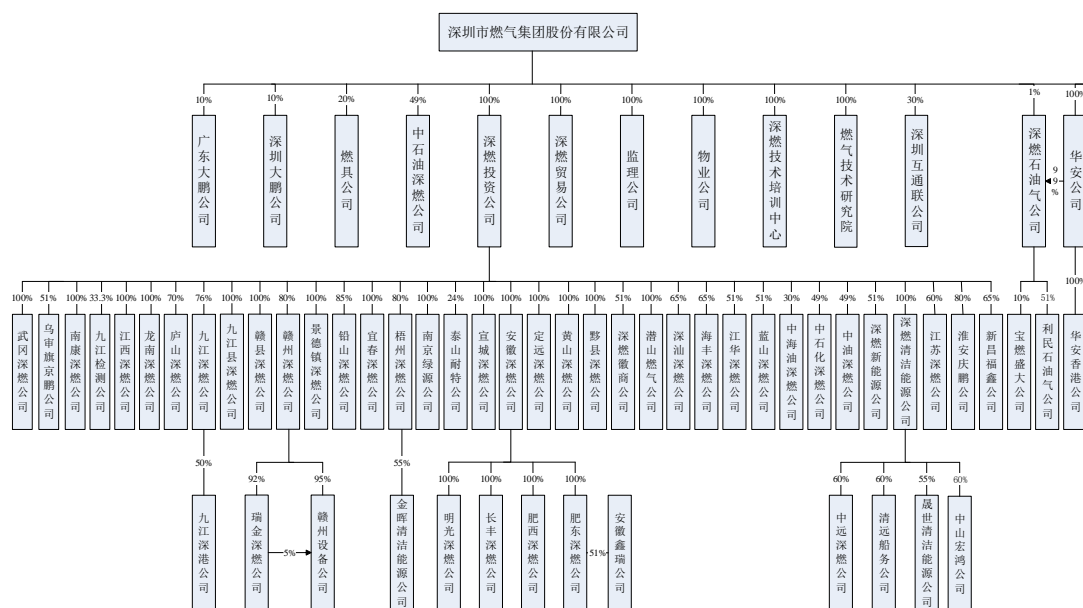 深圳市燃气集团股份有限公司
10%
10%
20%
49%
100%
100%
100%
100%
100%
100%
30%
1%
100%
广东大鹏公司
深圳大鹏公司
燃具公司
中石油深燃公司
深燃投资公司
深燃贸易公司
监理公司
物业公司
深燃技术培训中心
燃气技术研究院
深圳互通联公司
深燃石油气公司
99%
华安公司
100%
51%
100%
33.3%
100%
100%
70%
76%
100%
100%
80%
100%
85%
100%
80%
100%
24%
100%
100%
100%
100%
100%
51%
100%
65%
65%
51%
51%
30%
49%
49%
51%
100%
60%
80%
65%
10%
51%
100%
武冈深燃公司
乌审旗京鹏公司
南康深燃公司
九江检测公司
江西深燃公司
龙南深燃公司
庐山深燃公司
九江深燃公司
九江县深燃公司
赣县深燃公司
赣州深燃公司
景德镇深燃公司
铅山深燃公司
宜春深燃公司
梧州深燃公司
南京绿源公司
泰山耐特公司
宣城深燃公司
安徽深燃公司
定远深燃公司
黄山深燃公司
黟县深燃公司
深燃徽商公司
潜山燃气公司
深汕深燃公司
海丰深燃公司
江华深燃公司
蓝山深燃公司
中海油深燃公司
中石化深燃公司
中油深燃公司
深燃新能源公司
深燃清洁能源公司
江苏深燃公司
淮安庆鹏公司
新昌福鑫公司
宝燃盛大公司
利民石油气公司
华安香港公司
50%
92%
95%
55%
100%
100%
100%
100%
60%
60%
55%
60%
九江深港公司
瑞金深燃公司
5%
赣州设备公司
金晖清洁能源公司
明光深燃公司
长丰深燃公司
肥西深燃公司
肥东深燃公司
51%
安徽鑫瑞公司
中远深燃公司
清远船务公司
晟世清洁能源公司
中山宏鸿公司